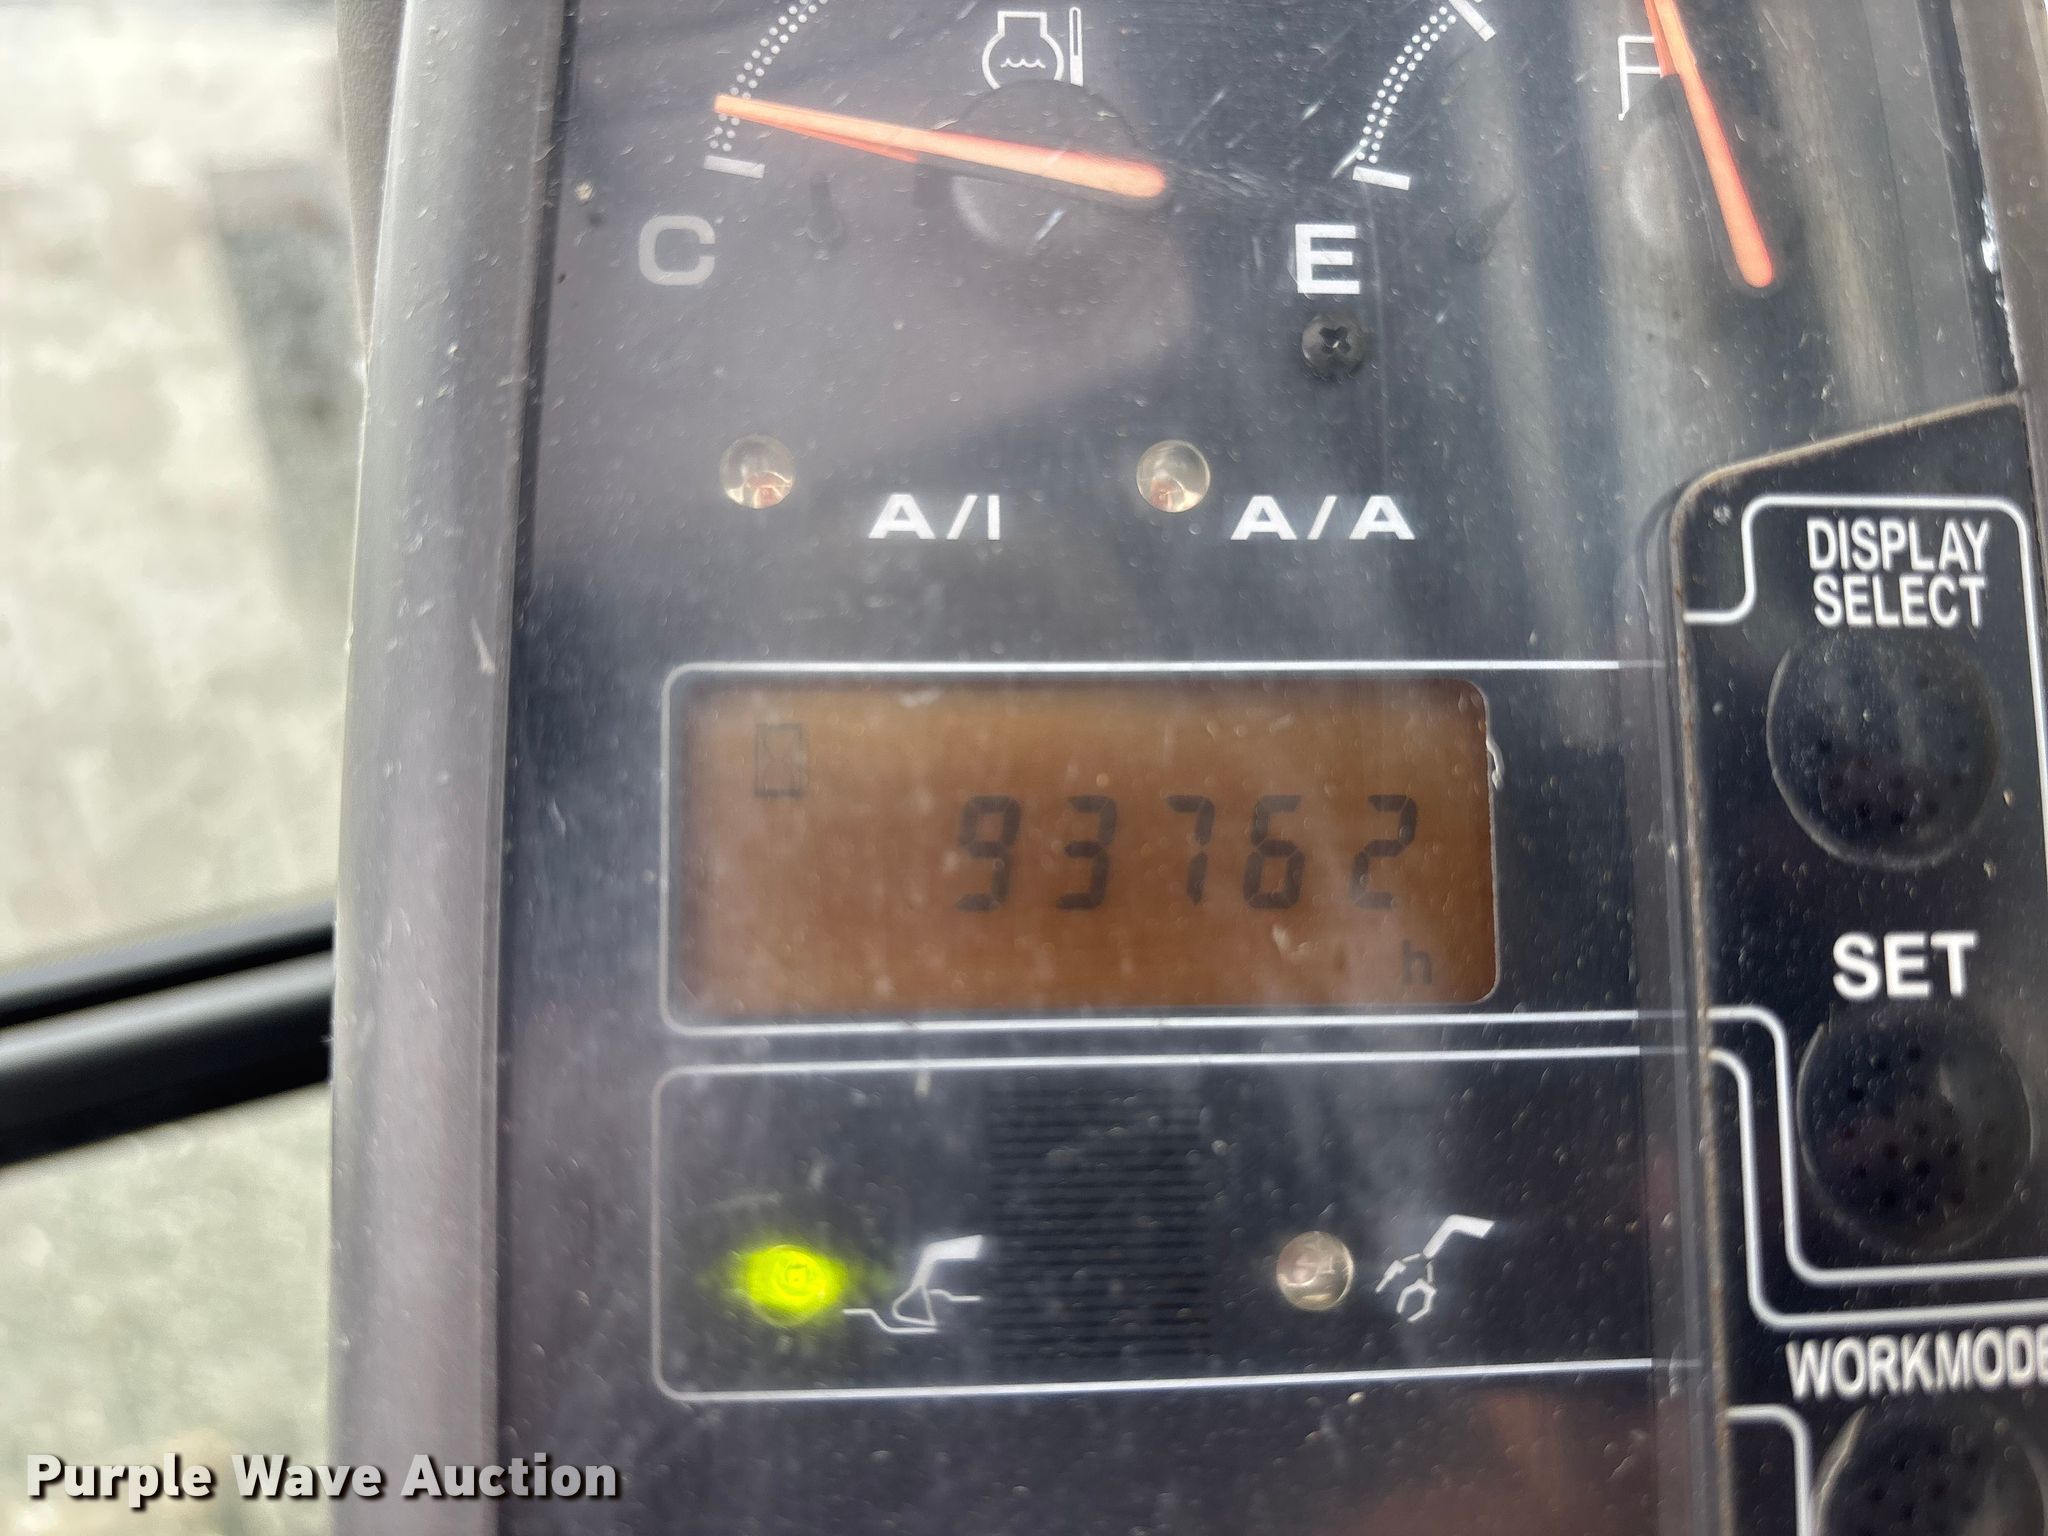 C
E
F
A/I
A/A
DISPLAY
SELECT
93762
h
SET
WORKMODE
Purple Wave Auction